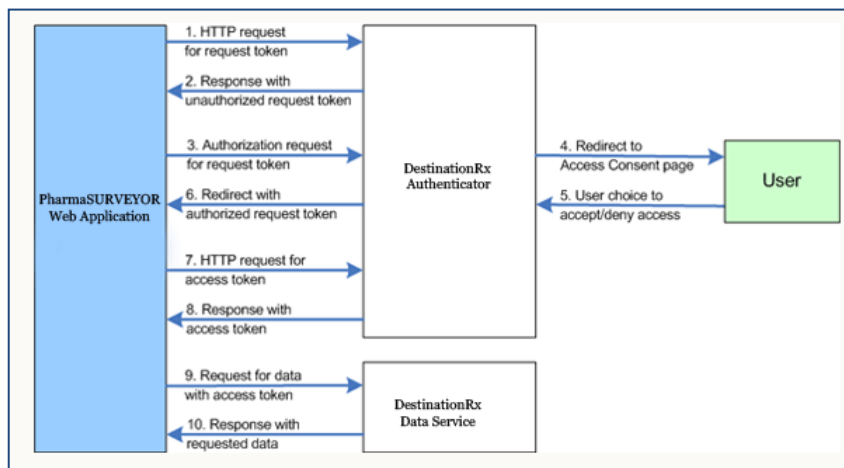 1. HTTP request
for request token
2. Response with
unauthorized request token
3. Authorization request
for request token
4. Redirect to
Access Consent page
5. User choice to
accept/deny access
6. Redirect with
authorized request token
7. HTTP request for
access token
8. Response with
access token
9. Request for data
with access token
10. Response with
requested data
PharmaSURVEYOR
Web Application
DestinationRx
Authenticator
User
DestinationRx
Data Service